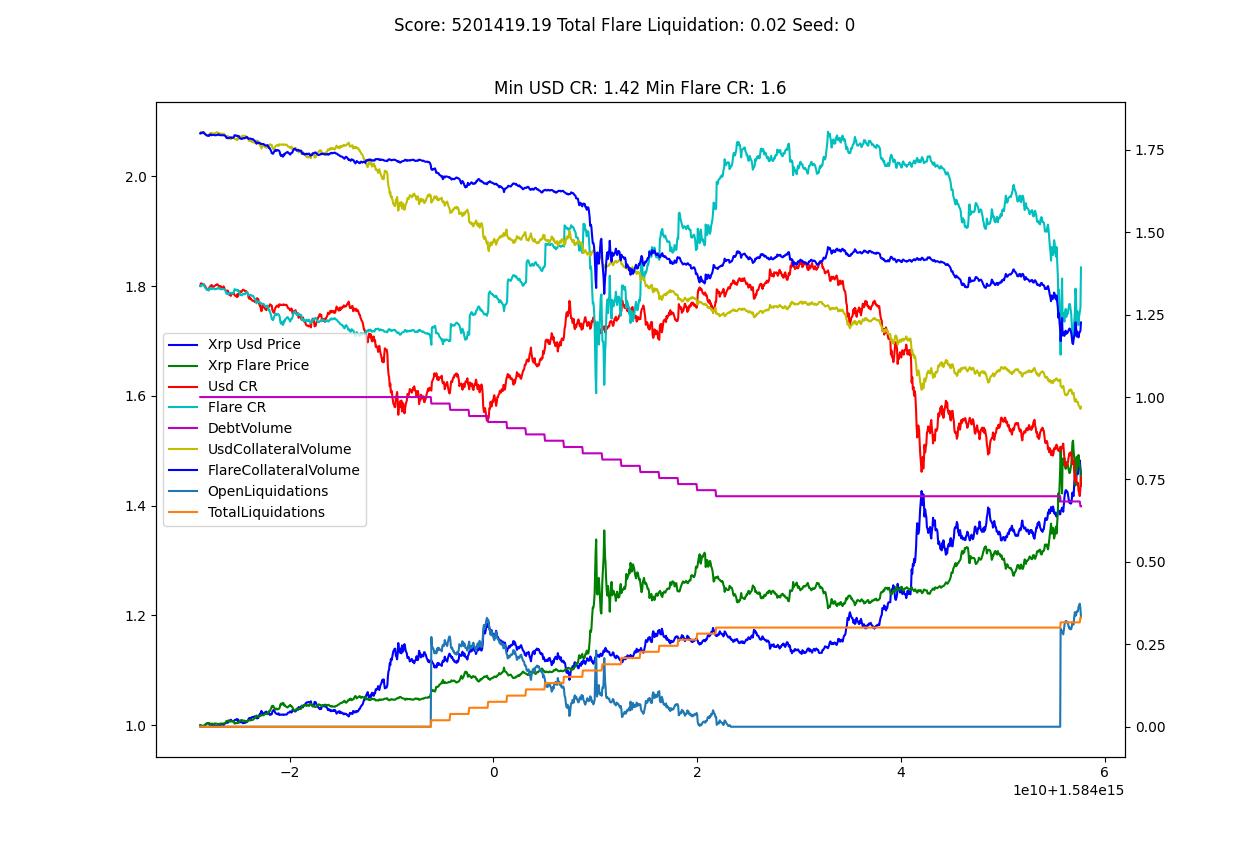 Score: 5201419.19 Total Flare Liquidation: 0.02 Seed: 0
Min USD CR: 1.42 Min Flare CR: 1.6
2.0
1.8
1.6
1.4
1.2
1.0
Xrp Usd Price
Xrp Flare Price
Usd CR
Flare CR
DebtVolume
UsdCollateralVolume
FlareCollateralVolume
OpenLiquidations
TotalLiquidations
1.75
1.50
1.25
1.00
0.75
0.50
0.25
0.00
−2 0 2 4 6
1e10+1.584e15